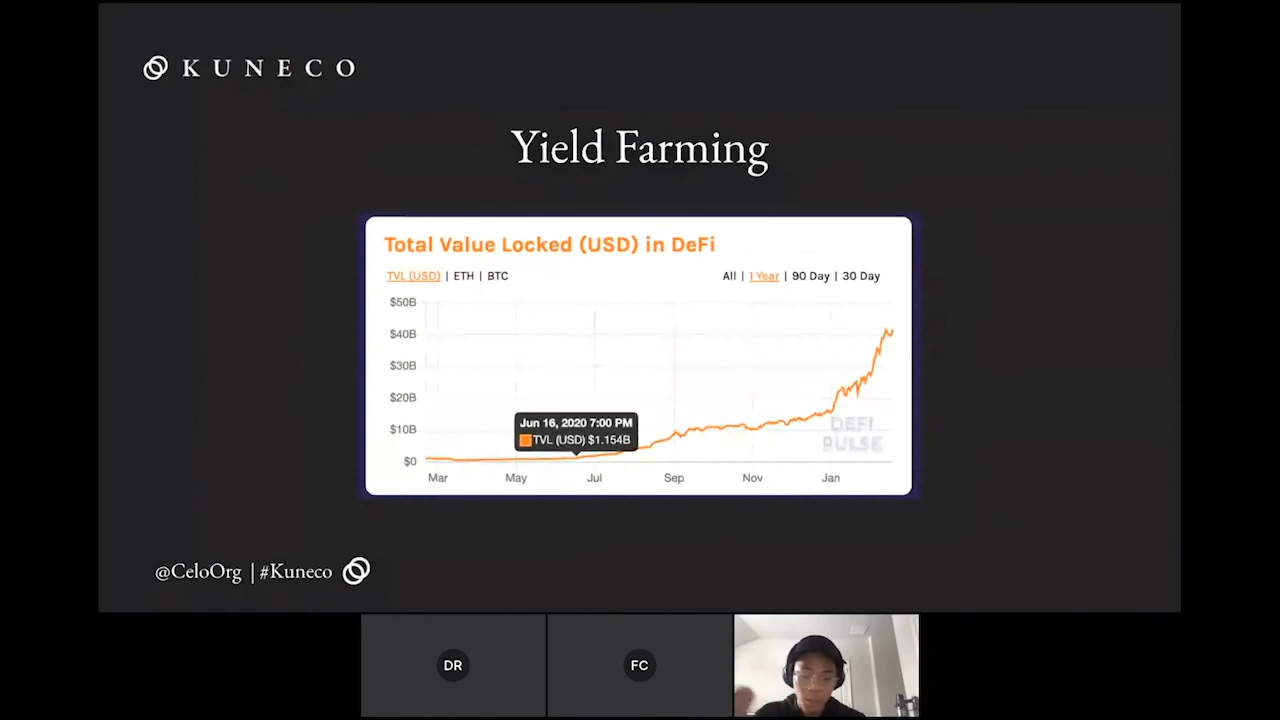 KUNECO
Yield Farming
Total Value Locked (USD) in DeFi
TVL (USD) | ETH | BTC
All | 1 Year | 90 Day | 30 Day
$50B
$40B
$30B
$20B
$10B
$0
Jun 16, 2020 7:00 PM
TVL (USD) $1.154B
DEFI
PULSE
Mar May Jul Sep Nov Jan
@CeloOrg | #Kuneco
DR
FC